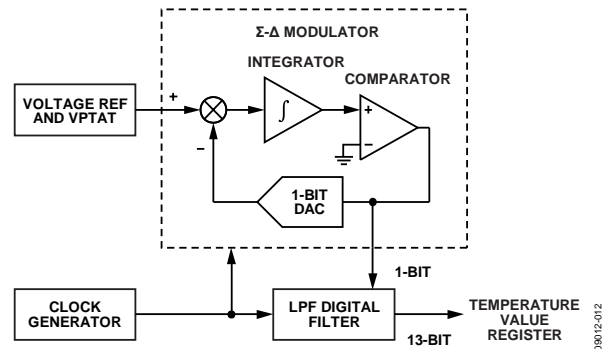 Σ-Δ MODULATOR
INTEGRATOR
COMPARATOR
VOLTAGE REF
AND VPTAT
+
−
∫
+
−
1-BIT
DAC
1-BIT
CLOCK
GENERATOR
LPF DIGITAL
FILTER
13-BIT
TEMPERATURE
VALUE
REGISTER
09012-012